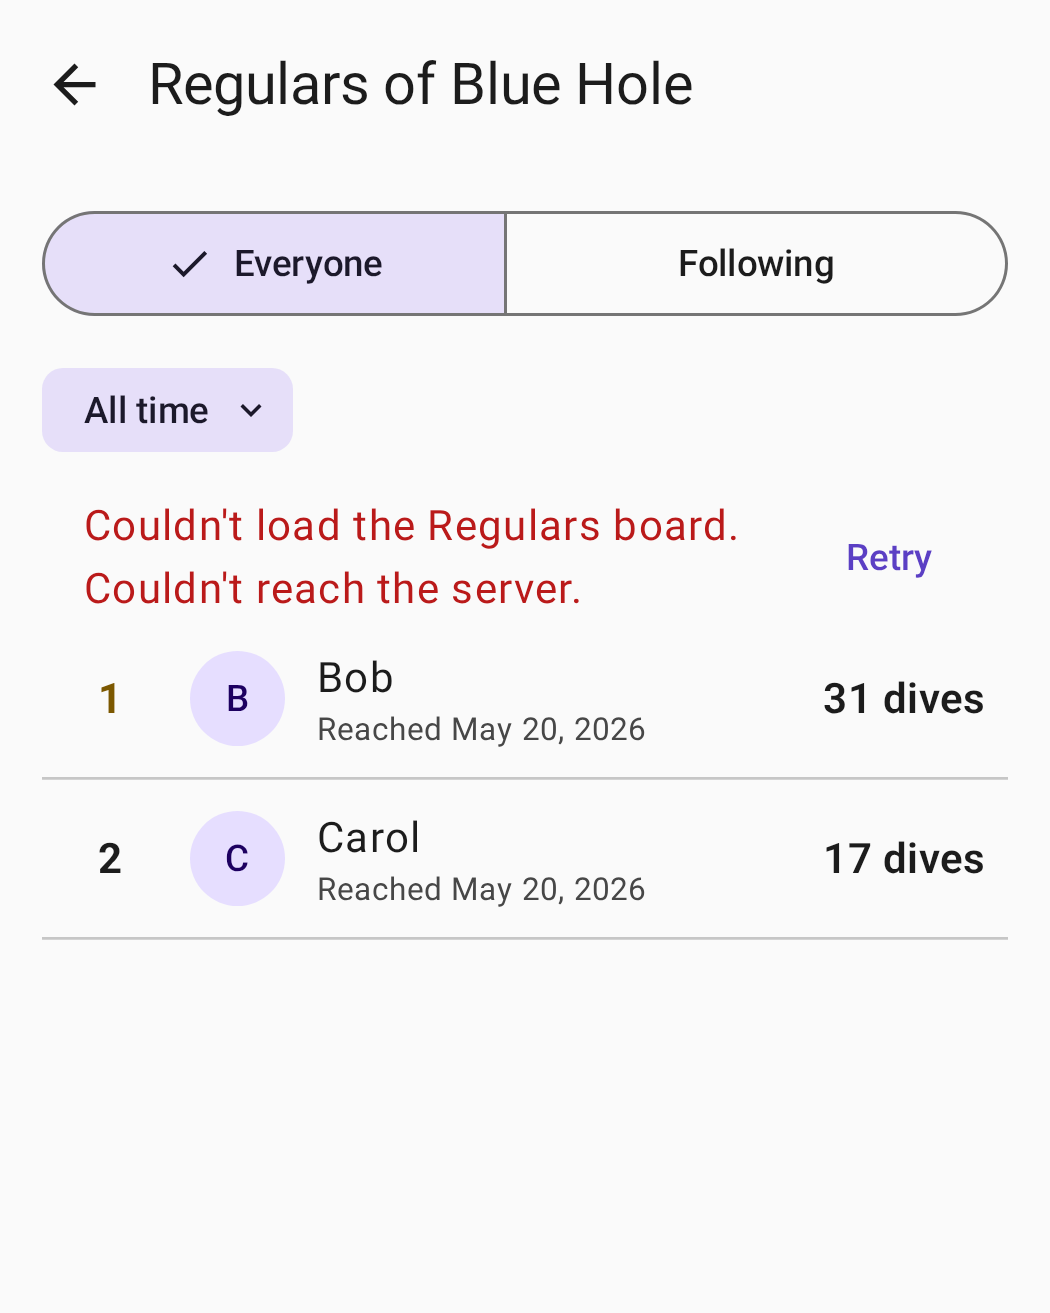 Regulars of Blue Hole
Everyone
Following
All time
Couldn't load the Regulars board.
Couldn't reach the server.
Retry
1
B
Bob
Reached May 20, 2026
31 dives
2
C
Carol
Reached May 20, 2026
17 dives